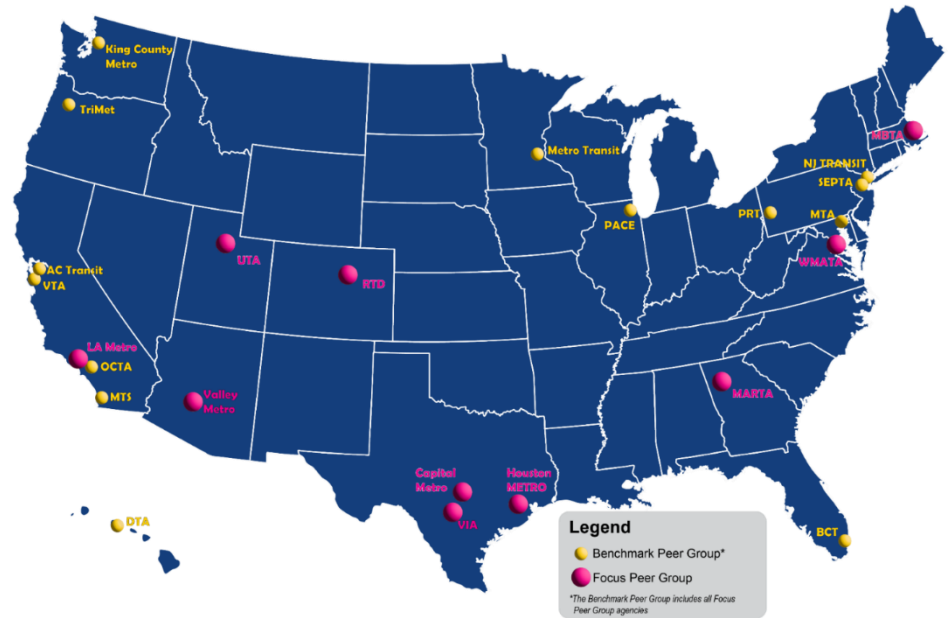 King County
Metro
TriMet
Metro Transit
MBTA
NJ TRANSIT
SEPTA
PACE
PRT
MTA
UTA
WMATA
AC Transit
VTA
RTD
LA Metro
OCTA
MTS
Valley
Metro
MARTA
Capital
Metro
Houston
METRO
VIA
DTA
BCT
Legend
Benchmark Peer Group*
Focus Peer Group
*The Benchmark Peer Group includes all Focus
Peer Group agencies